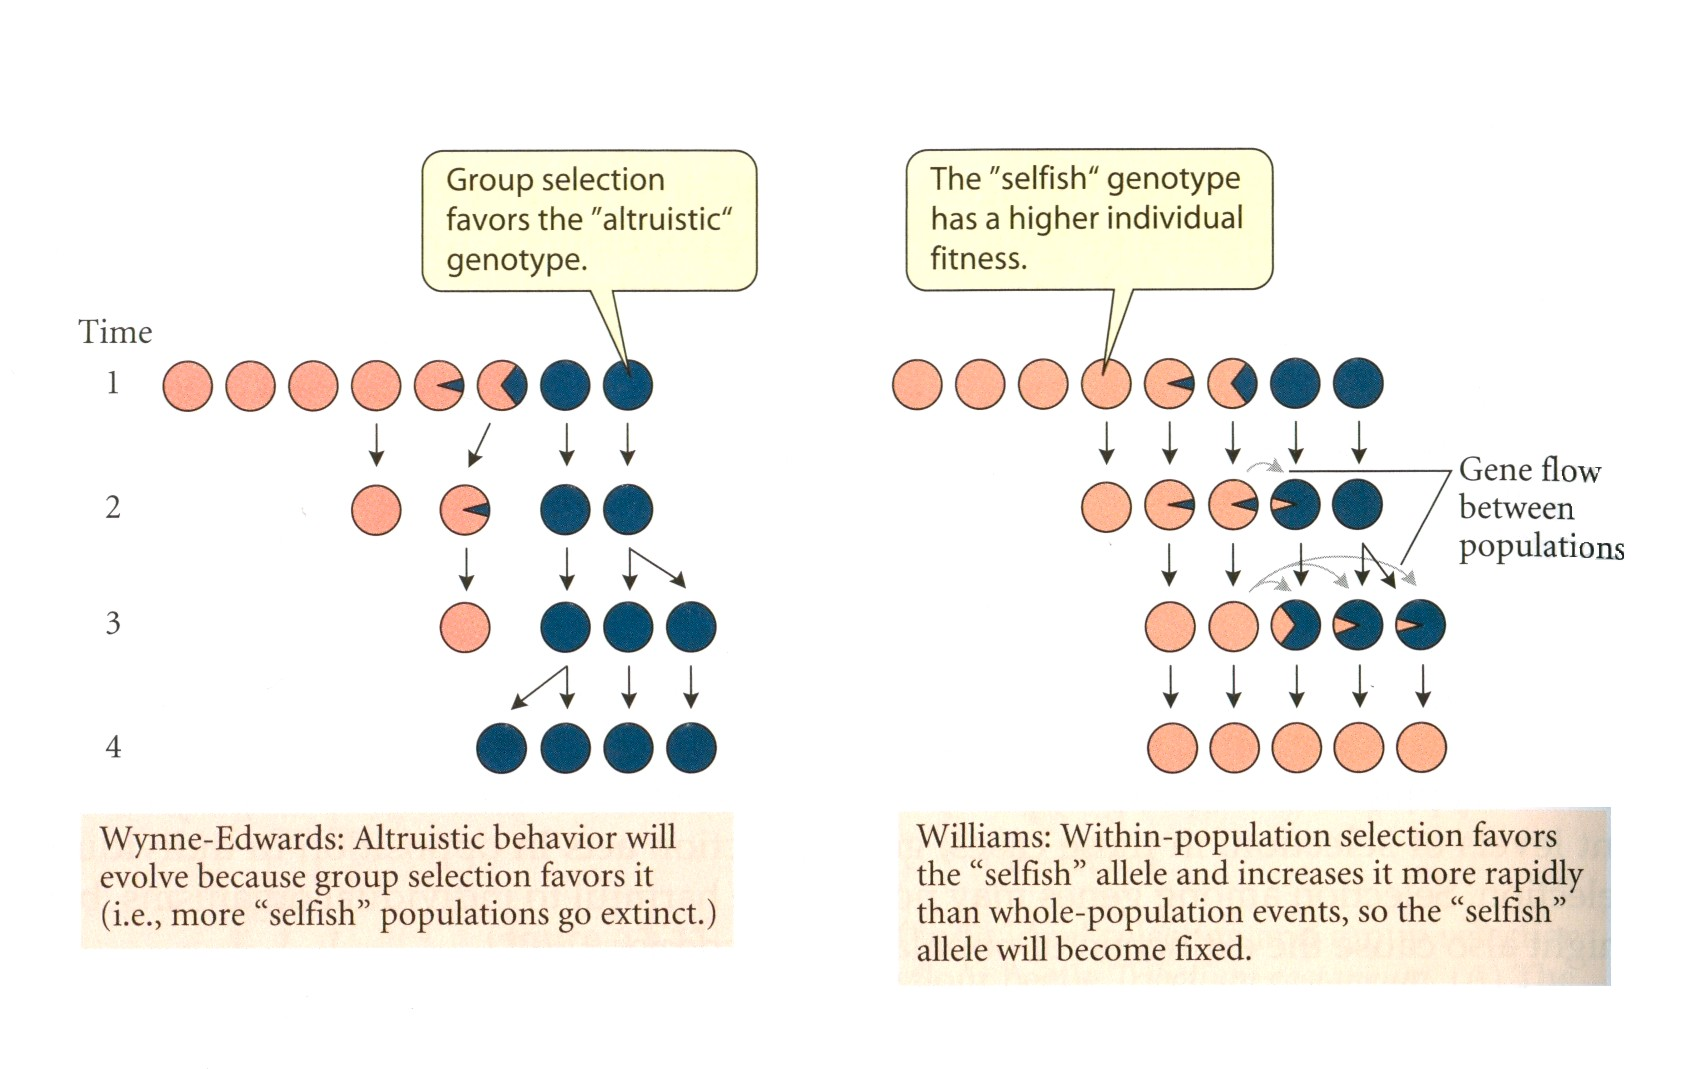 Group selection
favors the ”altruistic“
genotype.
The ”selfish“ genotype
has a higher individual
fitness.
Time
1
2
3
4
Gene flow
between
populations
Wynne-Edwards: Altruistic behavior will
evolve because group selection favors it
(i.e., more “selfish” populations go extinct.)
Williams: Within-population selection favors
the “selfish” allele and increases it more rapidly
than whole-population events, so the “selfish”
allele will become fixed.